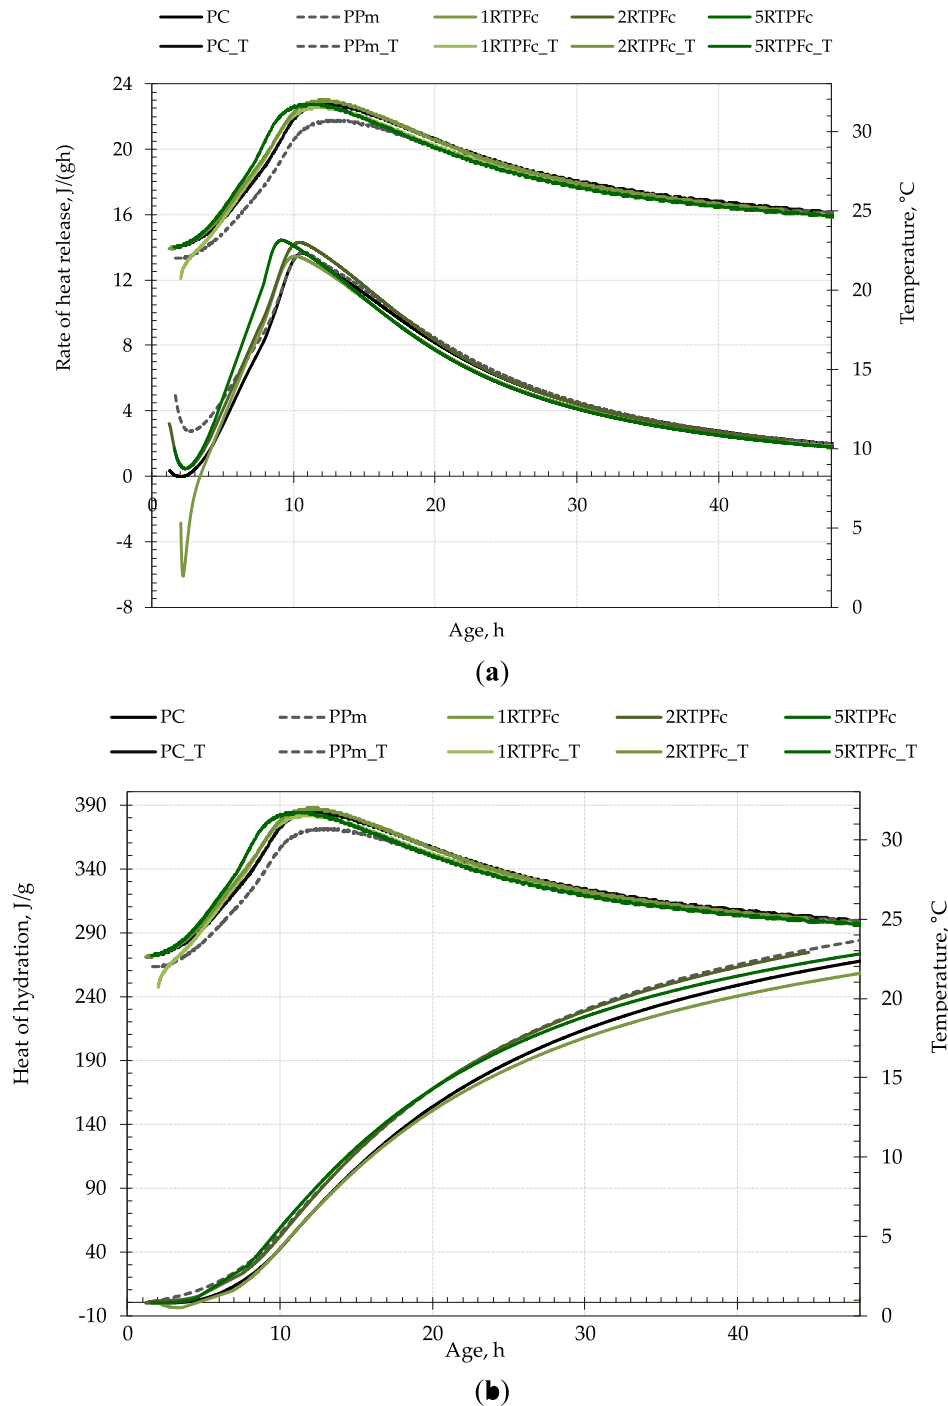 PC PPm 1RTPFc 2RTPFc 5RTPFc
PC_T PPm_T 1RTPFc_T 2RTPFc_T 5RTPFc_T
24
20
16
12
8
4
0
-4
-8
Rate of heat release, J/(gh)
0 10 20 30 40
Age, h
30
25
20
15
10
5
0
Temperature, °C
(a)
PC PPm 1RTPFc 2RTPFc 5RTPFc
PC_T PPm_T 1RTPFc_T 2RTPFc_T 5RTPFc_T
390
340
290
240
190
140
90
40
-10
Heat of hydration, J/g
0 10 20 30 40
Age, h
30
25
20
15
10
5
0
Temperature, °C
(b)